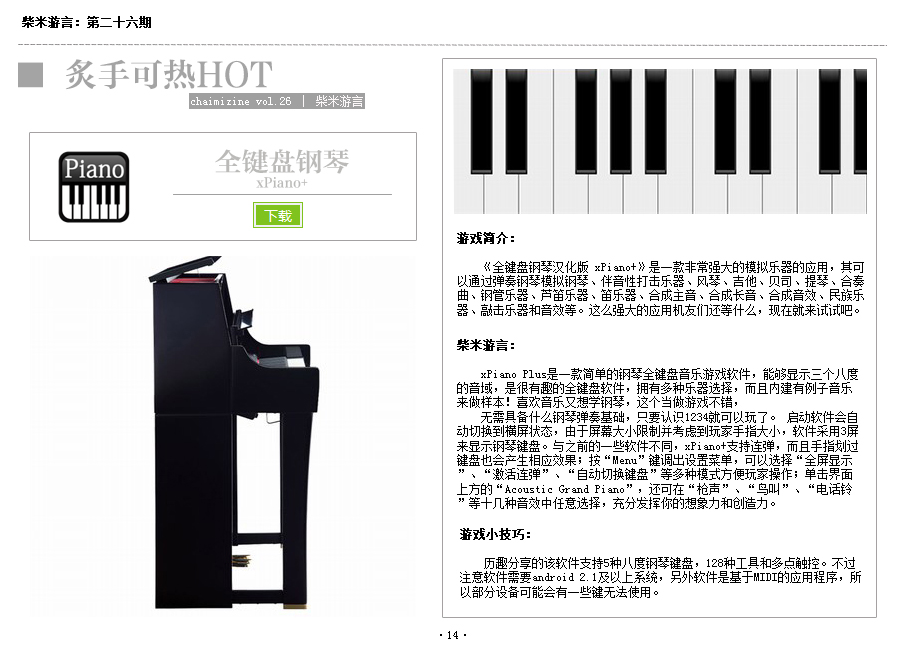 柴米游言：第二十六期
炙手可热HOT
chaimizine vol.26 | 柴米游言
Piano
全键盘钢琴
xPiano+
下载
游戏简介：
《全键盘钢琴汉化版 xPiano+》是一款非常强大的模拟乐器的应用，其可
以通过弹奏钢琴模拟钢琴、伴音性打击乐器、风琴、吉他、贝司、提琴、合奏
曲、钢管乐器、芦笛乐器、笛乐器、合成主音、合成长音、合成音效、民族乐
器、敲击乐器和音效等。这么强大的应用机友们还等什么，现在就来试试吧。
柴米游言：
xPiano Plus是一款简单的钢琴全键盘音乐游戏软件，能够显示三个八度
的音域，是很有趣的全键盘软件，拥有多种乐器选择，而且内建有例子音乐
来做样本！喜欢音乐又想学钢琴，这个当做游戏不错，
无需具备什么钢琴弹奏基础，只要认识1234就可以玩了。 启动软件会自
动切换到横屏状态，由于屏幕大小限制并考虑到玩家手指大小，软件采用3屏
来显示钢琴键盘。与之前的一些软件不同，xPiano+支持连弹，而且手指划过
键盘也会产生相应效果；按“Menu”键调出设置菜单，可以选择“全屏显示
”、“激活连弹”、“自动切换键盘”等多种模式方便玩家操作；单击界面
上方的“Acoustic Grand Piano”，还可在“枪声”、“鸟叫”、“电话铃
”等十几种音效中任意选择，充分发挥你的想象力和创造力。
游戏小技巧：
历趣分享的该软件支持5种八度钢琴键盘，128种工具和多点触控。不过
注意软件需要android 2.1及以上系统，另外软件是基于MIDI的应用程序，所
以部分设备可能会有一些键无法使用。
·14·